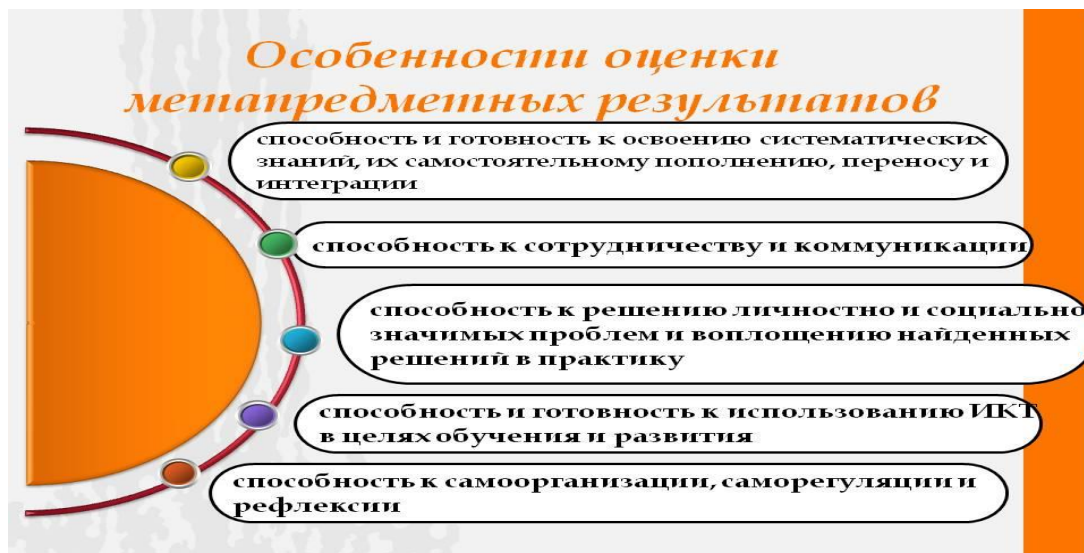 Особенности оценки
метапредметных результатов
способность и готовность к освоению систематических
знаний, их самостоятельному пополнению, переносу и
интеграции
способность к сотрудничеству и коммуникации
способность к решению личностно и социально
значимых проблем и воплощению найденных
решений в практику
способность и готовность к использованию ИКТ
в целях обучения и развития
способность к самоорганизации, саморегуляции и
рефлексии